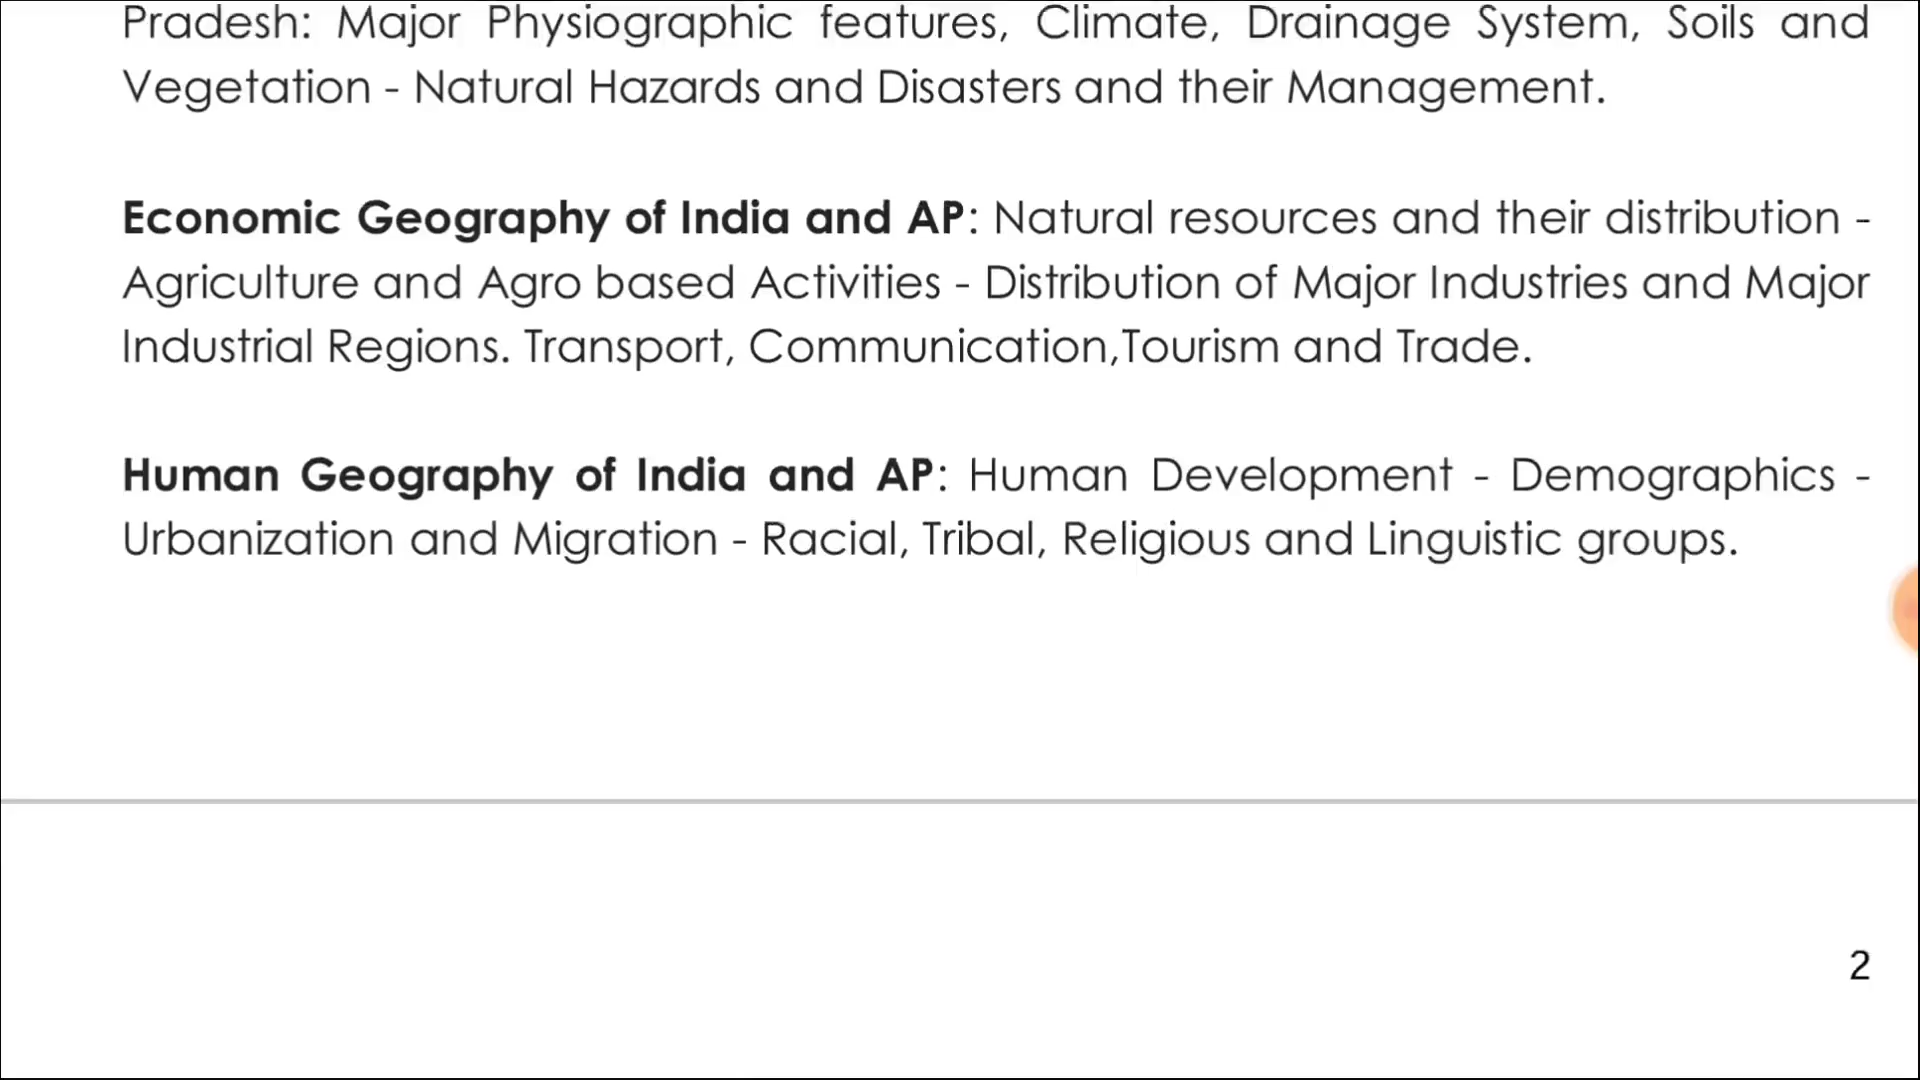 Pradesh: Major Physiographic features, Climate, Drainage System, Soils and
Vegetation - Natural Hazards and Disasters and their Management.
Economic Geography of India and AP: Natural resources and their distribution -
Agriculture and Agro based Activities - Distribution of Major Industries and Major
Industrial Regions. Transport, Communication,Tourism and Trade.
Human Geography of India and AP: Human Development - Demographics -
Urbanization and Migration - Racial, Tribal, Religious and Linguistic groups.
2